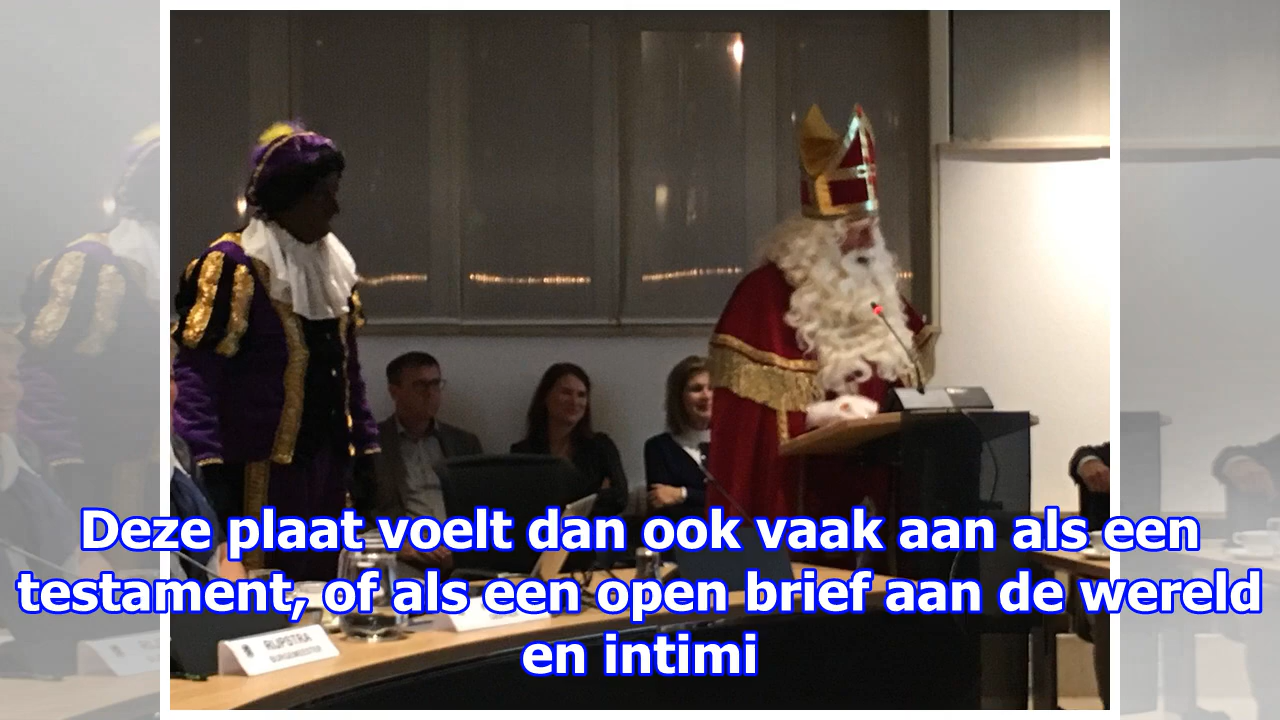 Deze plaat voelt dan ook vaak aan als een
testament, of als een open brief aan de wereld
en intimi
RIJPSTRA
BURGEMEESTER